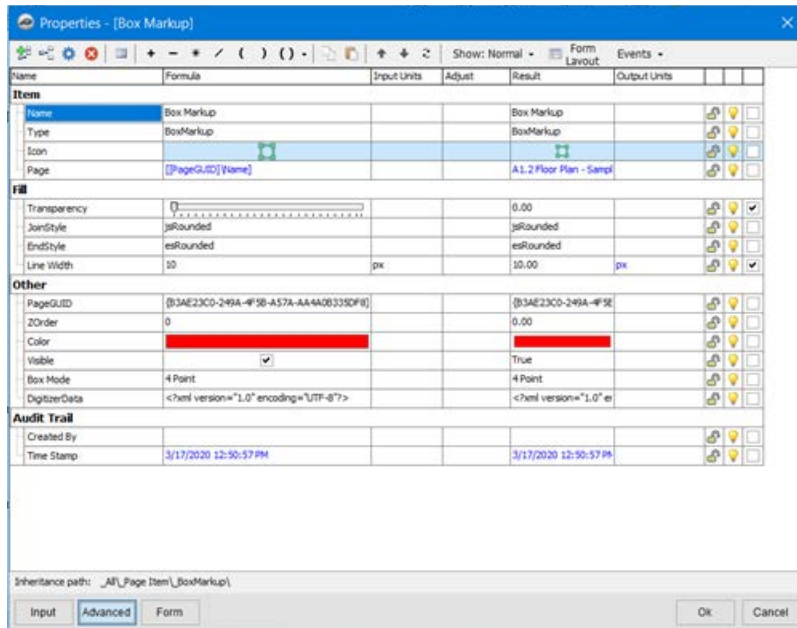 Properties - [Box Markup]
+ - * / ( ) ( ) Show: Normal Form Layout Events
Name Formula Input Units Adjust Result Output Units
Item
Name Box Markup Box Markup
Type BoxMarkup BoxMarkup
Icon
Page [[PageGUID]\Name] A1.2 Floor Plan - Sampl
Fill
Transparency 0.00
JoinStyle jsRounded jsRounded
EndStyle esRounded esRounded
Line Width 10 px 10.00 px
Other
PageGUID {B3AE23C0-249A-4F5B-A57A-AA4A0B335DF8} {B3AE23C0-249A-4F5E
ZOrder 0 0.00
Color
Visible True
Box Mode 4 Point 4 Point
DigitizerData <?xml version="1.0" encoding="UTF-8"?> <?xml version="1.0" er
Audit Trail
Created By
Time Stamp 3/17/2020 12:50:57 PM 3/17/2020 12:50:57 PM
Inheritance path: _All\_Page Item\_BoxMarkup\
Input Advanced Form Ok Cancel